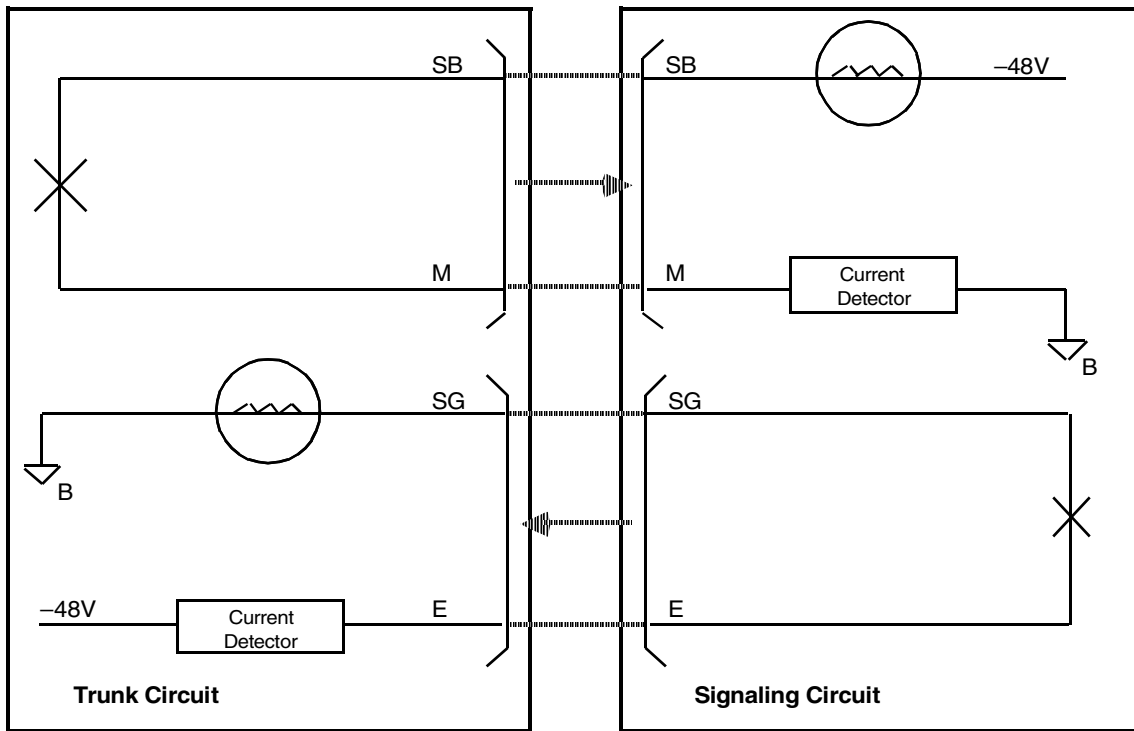 SB
SB
–48V
M
M
Current
Detector
B
SG
SG
B
–48V
Current
Detector
E
E
Trunk Circuit
Signaling Circuit